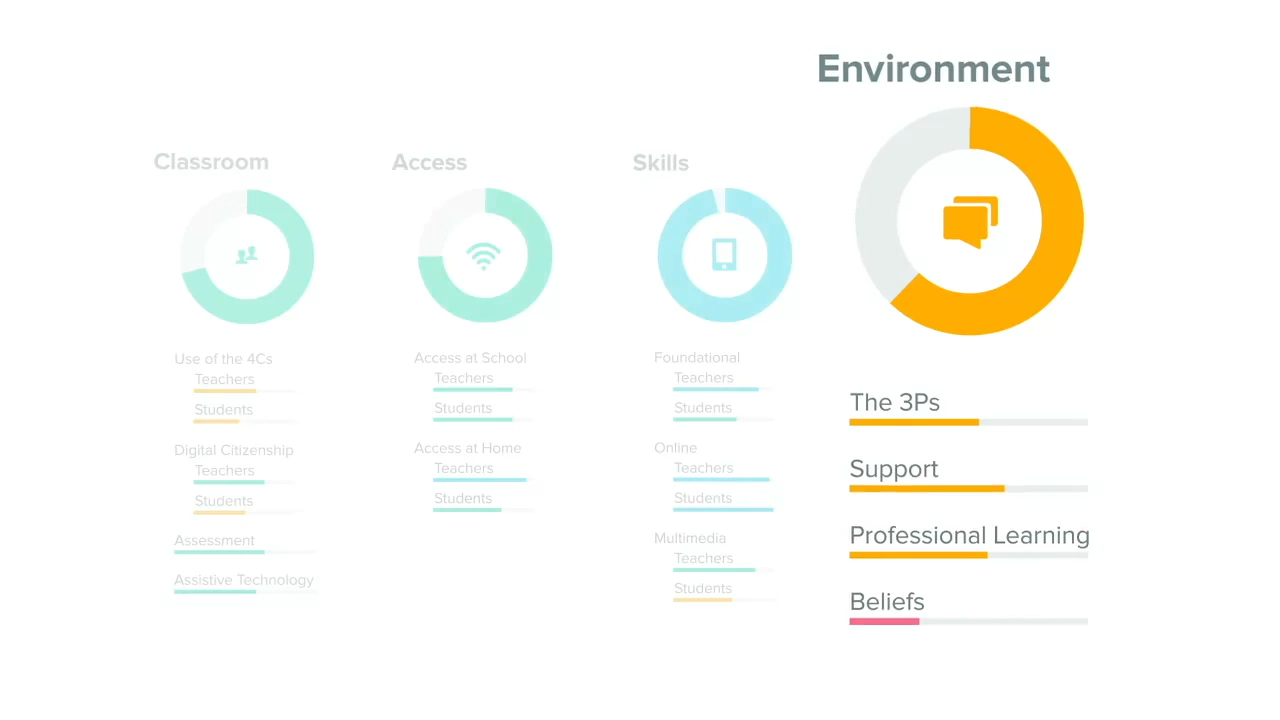 Environment
Classroom
Access
Skills
Use of the 4Cs
Teachers
Students
Digital Citizenship
Teachers
Students
Assessment
Assistive Technology
Access at School
Teachers
Students
Access at Home
Teachers
Students
Foundational
Teachers
Students
Online
Teachers
Students
Multimedia
Teachers
Students
The 3Ps
Support
Professional Learning
Beliefs